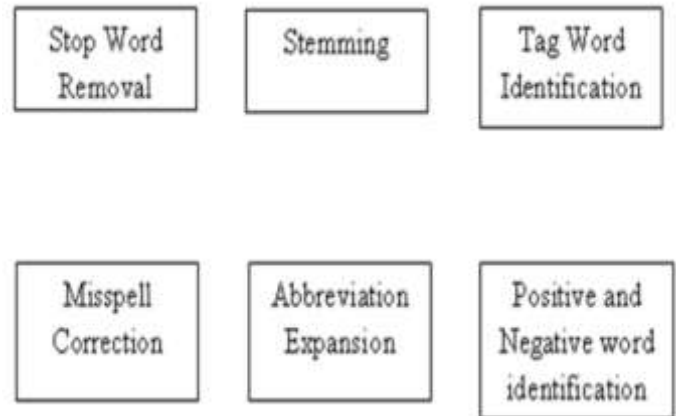 Stop Word
Removal
Stemming
Tag Word
Identification
Misspell
Correction
Abbreviation
Expansion
Positive and
Negative word
identification